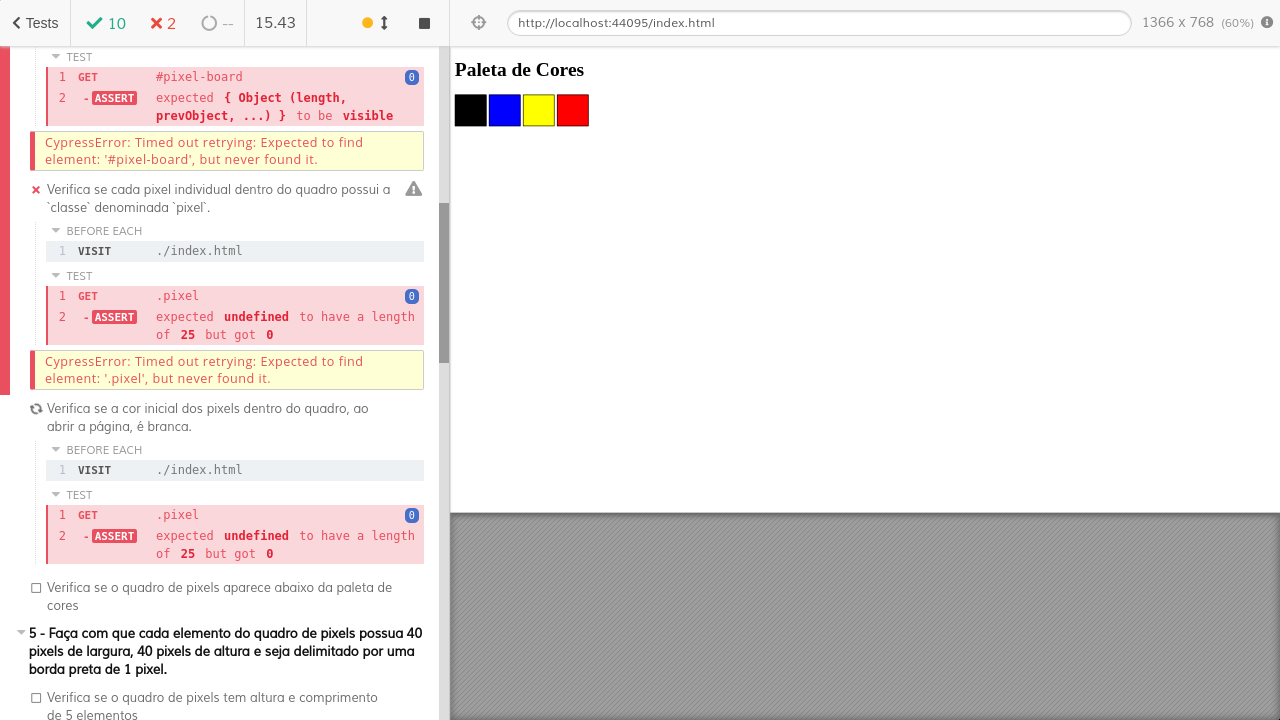 Tests 10 2 -- 15.43 http://localhost:44095/index.html 1366 x 768 (60%)
TEST
1 GET #pixel-board 0
2 -ASSERT expected { Object (length,
prevObject, ...) } to be visible
CypressError: Timed out retrying: Expected to find
element: '#pixel-board', but never found it.
Verifica se cada pixel individual dentro do quadro possui a
`classe` denominada `pixel`.
BEFORE EACH
1 VISIT ./index.html
TEST
1 GET .pixel 0
2 -ASSERT expected undefined to have a length
of 25 but got 0
CypressError: Timed out retrying: Expected to find
element: '.pixel', but never found it.
Verifica se a cor inicial dos pixels dentro do quadro, ao
abrir a página, é branca.
BEFORE EACH
1 VISIT ./index.html
TEST
1 GET .pixel 0
2 -ASSERT expected undefined to have a length
of 25 but got 0
Verifica se o quadro de pixels aparece abaixo da paleta de
cores
5 - Faça com que cada elemento do quadro de pixels possua 40
pixels de largura, 40 pixels de altura e seja delimitado por uma
borda preta de 1 pixel.
Verifica se o quadro de pixels tem altura e comprimento
de 5 elementos
Paleta de Cores